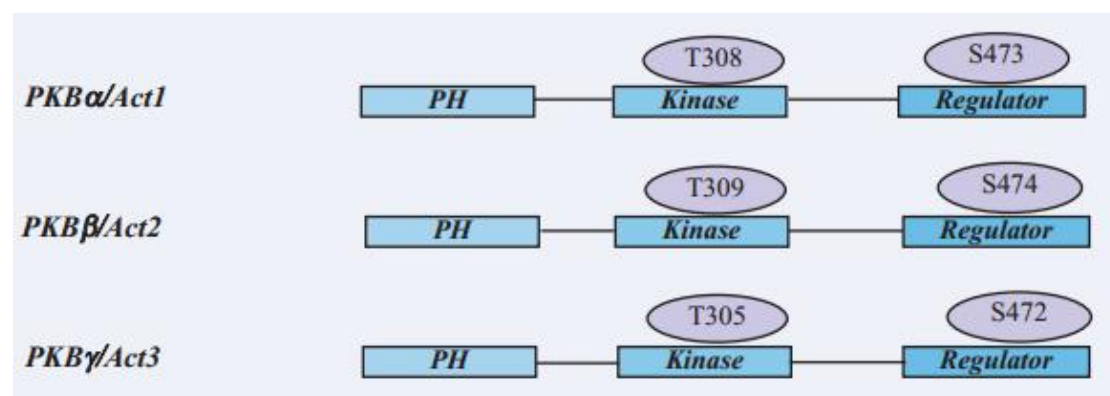 T308 S473
PKBα/Act1 PH Kinase Regulator
T309 S474
PKBβ/Act2 PH Kinase Regulator
T305 S472
PKBγ/Act3 PH Kinase Regulator